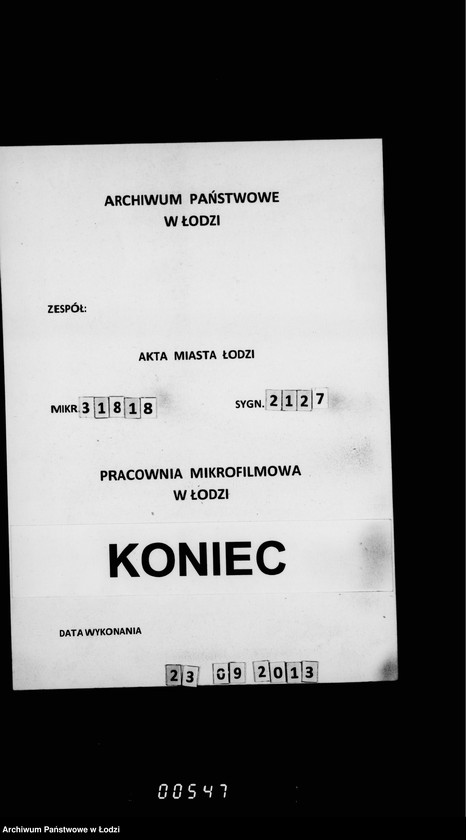 ARCHIWUM PAŃSTWOWE
W ŁODZI
ZESPÓŁ:
AKTA MIASTA ŁODZI
MIKR. 31818 SYGN. 2127
PRACOWNIA MIKROFILMOWA
W ŁODZI
KONIEC
DATA WYKONANIA
23 09 2013
00547
Archiwum Państwowe w Łodzi